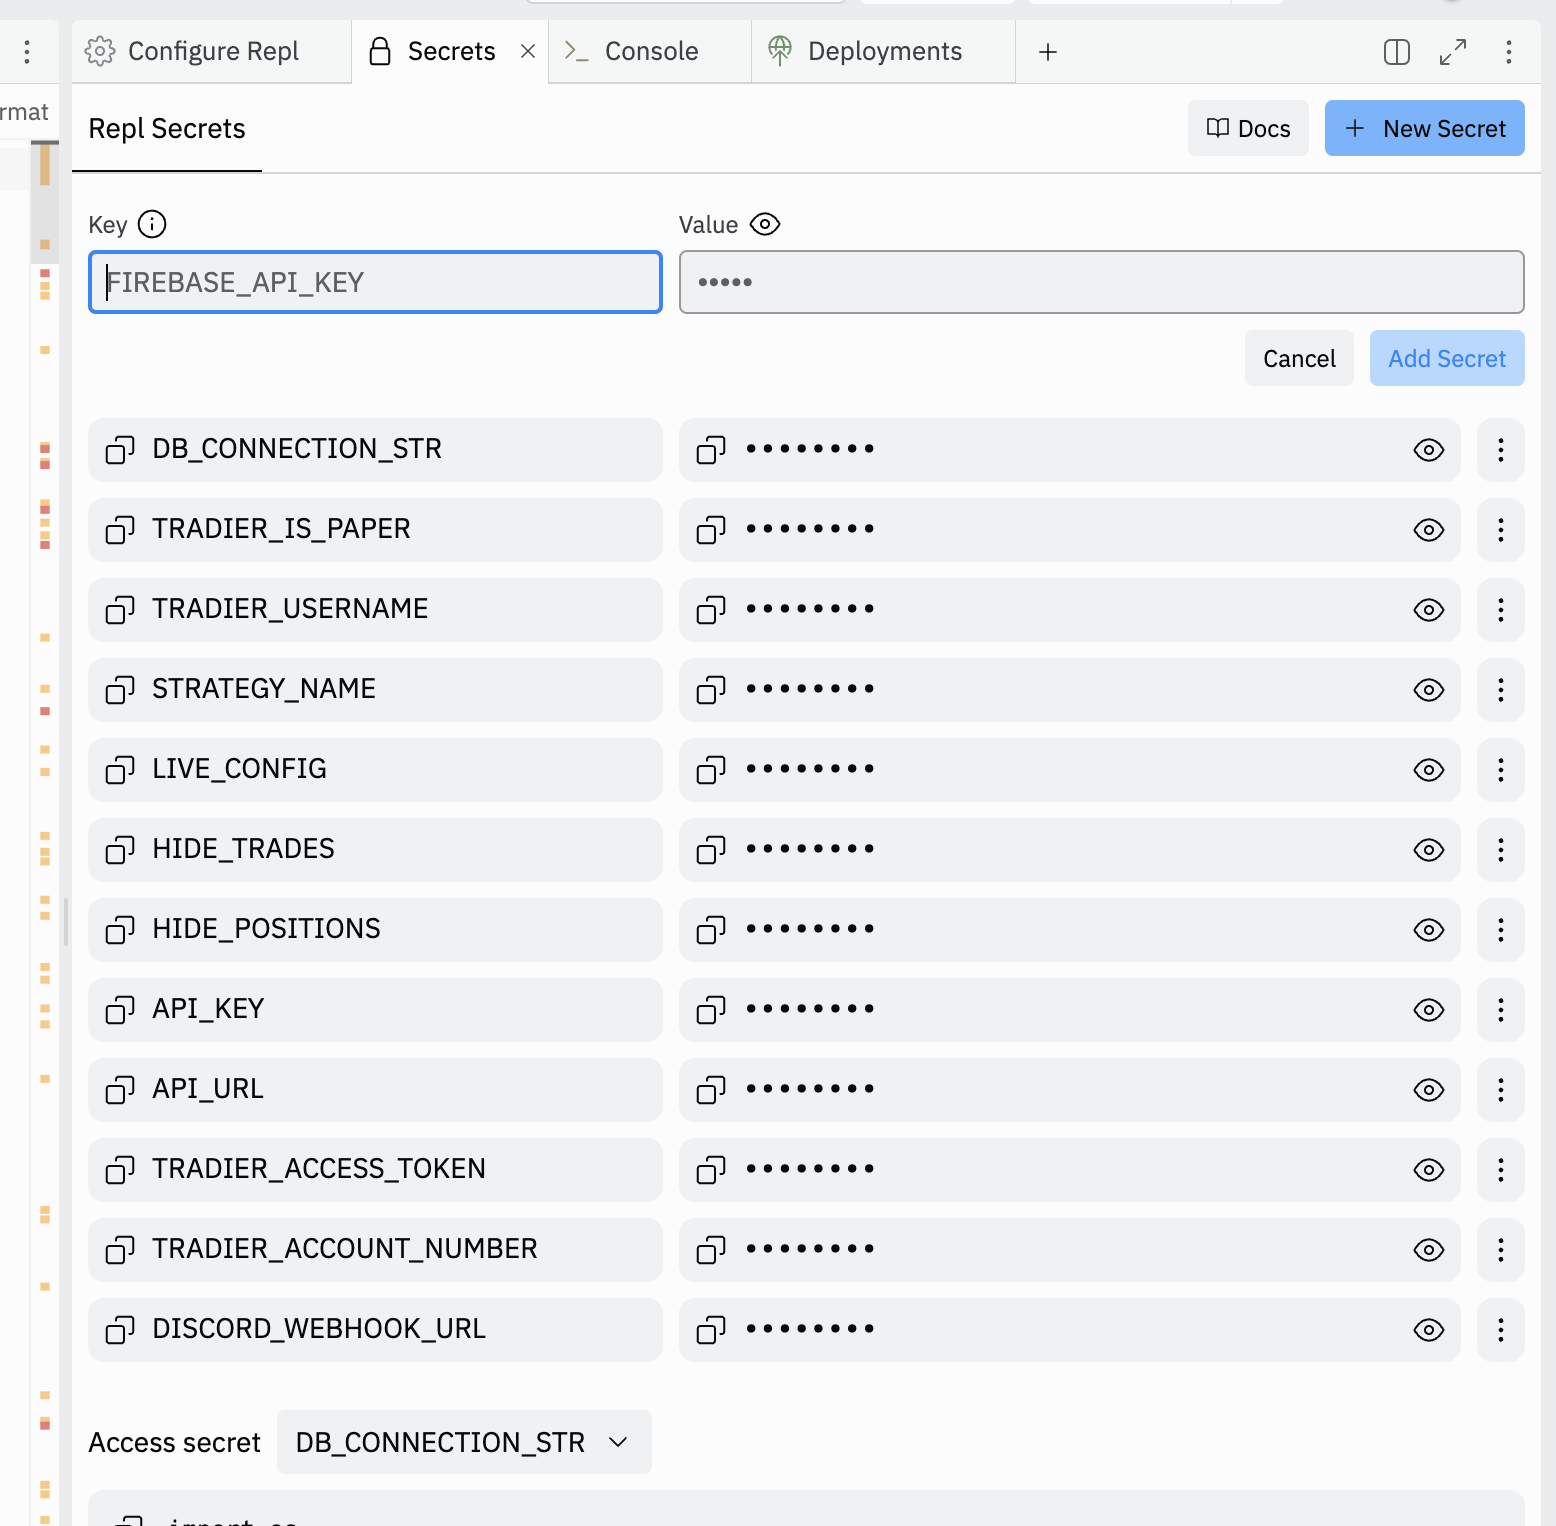 Configure Repl
Secrets
Console
Deployments
rmat
Repl Secrets
Docs
New Secret
Key
Value
FIREBASE_API_KEY
•••••
Cancel
Add Secret
DB_CONNECTION_STR ••••••••
TRADIER_IS_PAPER ••••••••
TRADIER_USERNAME ••••••••
STRATEGY_NAME ••••••••
LIVE_CONFIG ••••••••
HIDE_TRADES ••••••••
HIDE_POSITIONS ••••••••
API_KEY ••••••••
API_URL ••••••••
TRADIER_ACCESS_TOKEN ••••••••
TRADIER_ACCOUNT_NUMBER ••••••••
DISCORD_WEBHOOK_URL ••••••••
Access secret DB_CONNECTION_STR